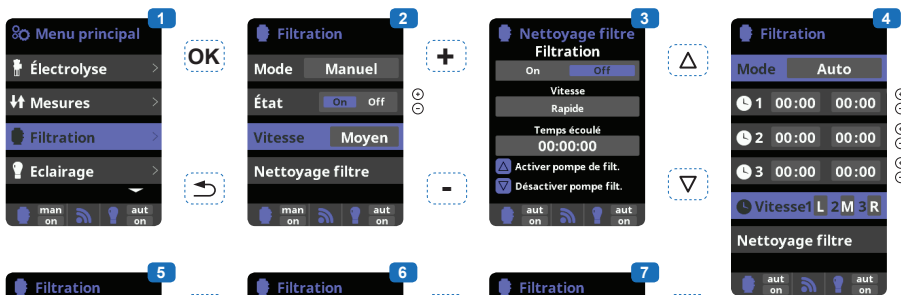 1
Menu principal
Électrolyse
Mesures
Filtration
Eclairage
man on
aut on
OK
2
Filtration
Mode Manuel
État On Off
Vitesse Moyen
Nettoyage filtre
man on
aut on
+
-
3
Nettoyage filtre
Filtration
On Off
Vitesse
Rapide
Temps écoulé
00:00:00
Activer pompe de filt.
Désactiver pompe filt.
aut on
aut on
4
Filtration
Mode Auto
1 00:00 00:00
2 00:00 00:00
3 00:00 00:00
Vitesse1 L 2 M 3 R
Nettoyage filtre
aut on
aut on
5
Filtration
6
Filtration
7
Filtration